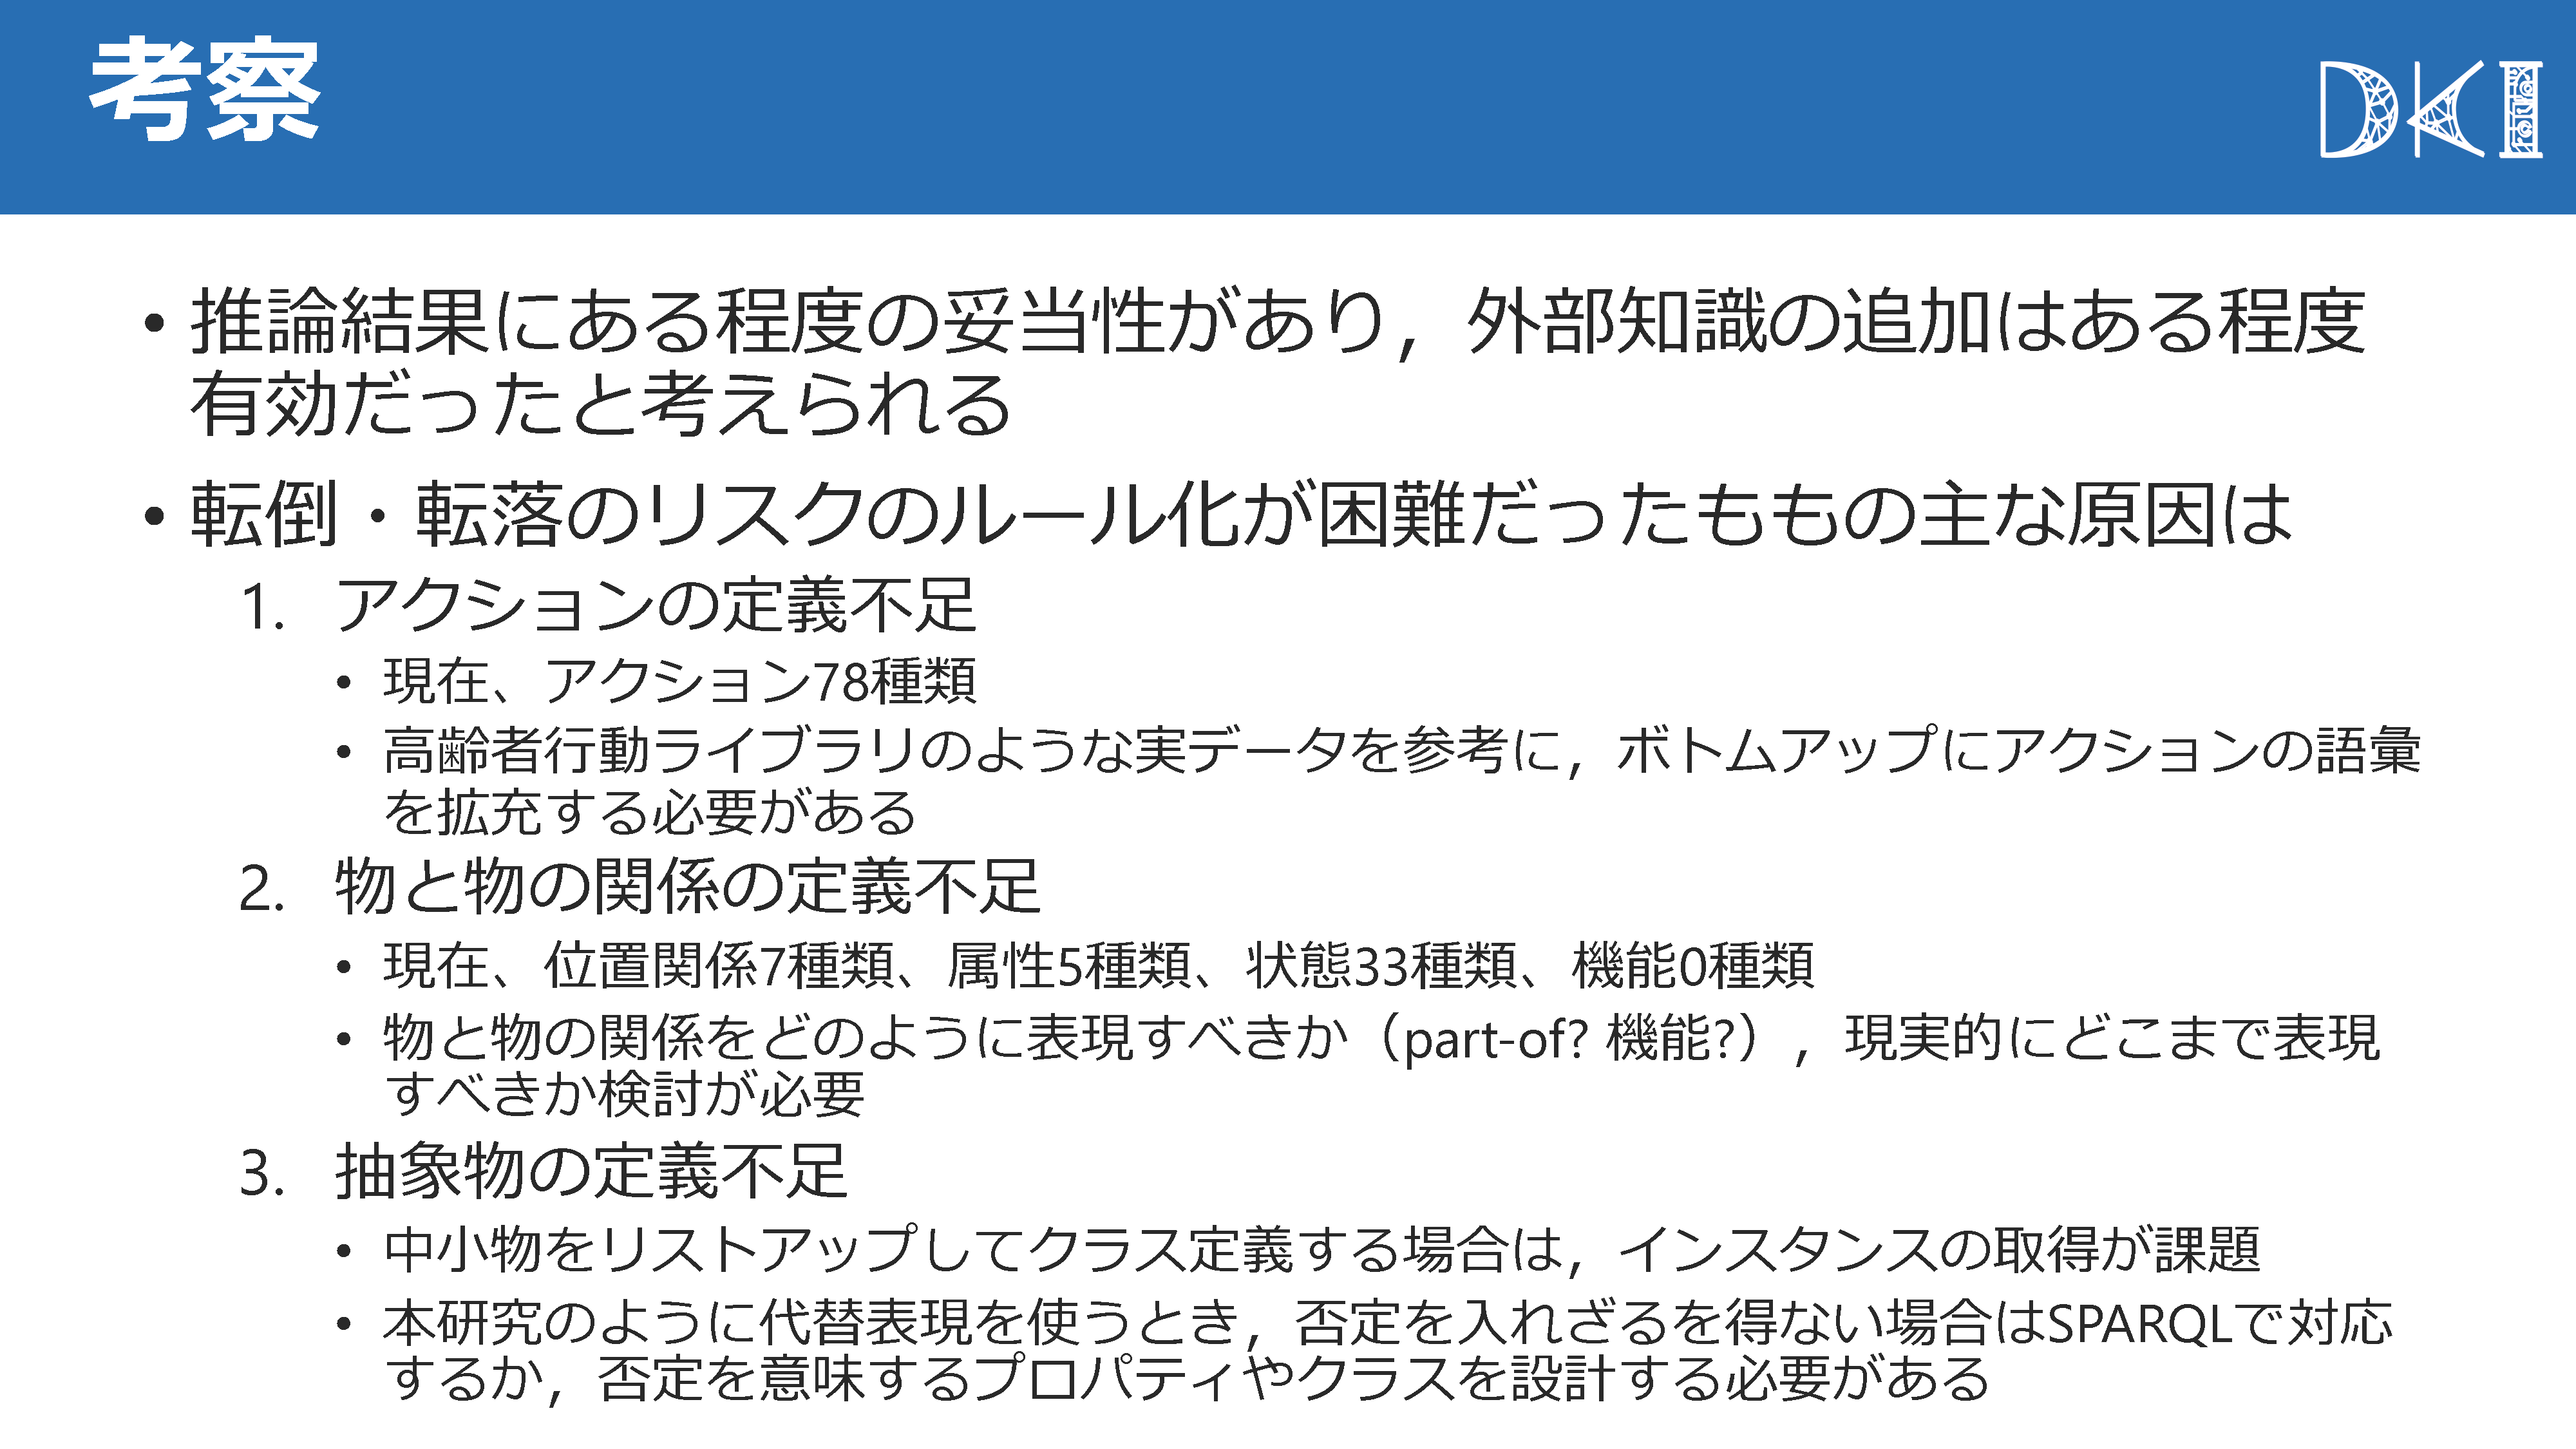 考察
DKI
• 推論結果にある程度の妥当性があり，外部知識の追加はある程度
有効だったと考えられる
• 転倒・転落のリスクのルール化が困難だったももの主な原因は
1. アクションの定義不足
• 現在、アクション78種類
• 高齢者行動ライブラリのような実データを参考に，ボトムアップにアクションの語彙
を拡充する必要がある
2. 物と物の関係の定義不足
• 現在、位置関係7種類、属性5種類、状態33種類、機能0種類
• 物と物の関係をどのように表現すべきか（part-of? 機能?），現実的にどこまで表現
すべきか検討が必要
3. 抽象物の定義不足
• 中小物をリストアップしてクラス定義する場合は，インスタンスの取得が課題
• 本研究のように代替表現を使うとき，否定を入れざるを得ない場合はSPARQLで対応
するか，否定を意味するプロパティやクラスを設計する必要がある